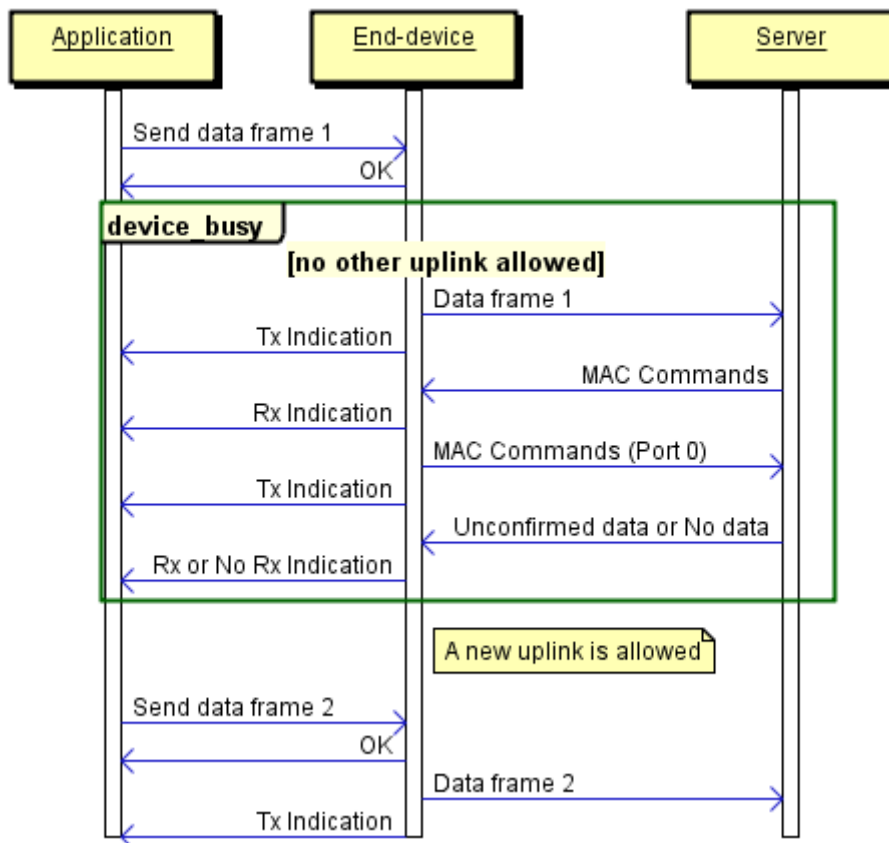 Application
End-device
Server
Send data frame 1
OK
device_busy
[no other uplink allowed]
Data frame 1
Tx Indication
MAC Commands
Rx Indication
MAC Commands (Port 0)
Tx Indication
Unconfirmed data or No data
Rx or No Rx Indication
A new uplink is allowed
Send data frame 2
OK
Data frame 2
Tx Indication